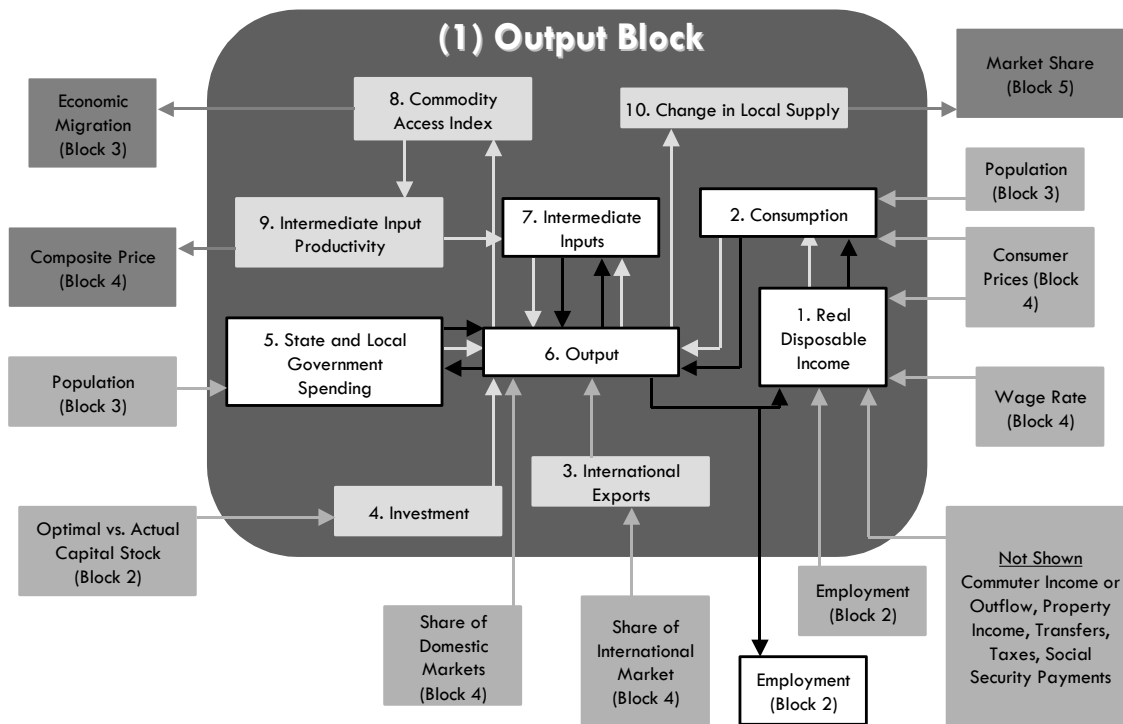 (1) Output Block
Economic
Migration
(Block 3)
8. Commodity
Access Index
10. Change in Local Supply
Market Share
(Block 5)
Population
(Block 3)
9. Intermediate Input
Productivity
7. Intermediate
Inputs
2. Consumption
Composite Price
(Block 4)
Consumer
Prices (Block
4)
5. State and Local
Government
Spending
6. Output
1. Real
Disposable
Income
Population
(Block 3)
Wage Rate
(Block 4)
3. International
Exports
4. Investment
Optimal vs. Actual
Capital Stock
(Block 2)
Share of
Domestic
Markets
(Block 4)
Share of
International
Market
(Block 4)
Employment
(Block 2)
Employment
(Block 2)
Not Shown
Commuter Income or
Outflow, Property
Income, Transfers,
Taxes, Social
Security Payments